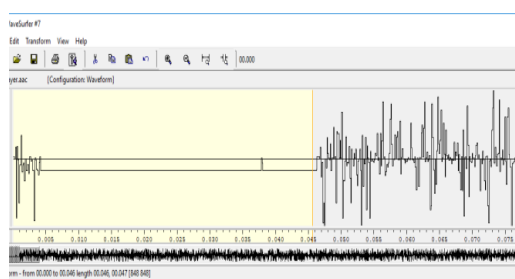 WaveSurfer #7
Edit Transform View Help
00.000
yer.aac [Configuration: Waveform]
0.005 0.010 0.015 0.020 0.025 0.030 0.035 0.040 0.045 0.050 0.055 0.060 0.065 0.070 0.075
orm - from 00.000 to 00.046 length 00.046, 00.047 [848 848]